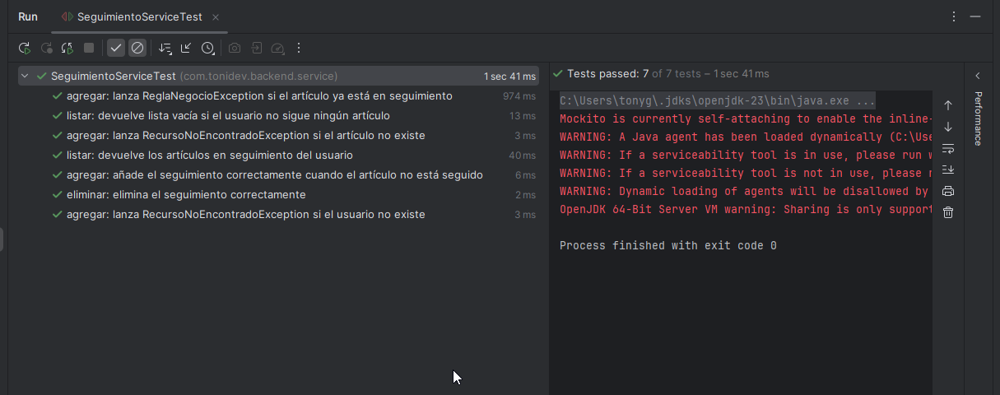 Run SeguimientoServiceTest
SeguimientoServiceTest (com.tonidev.backend.service) 1 sec 41 ms
agregar: lanza ReglaNegocioException si el artículo ya está en seguimiento 974 ms
listar: devuelve lista vacía si el usuario no sigue ningún artículo 13 ms
agregar: lanza RecursoNoEncontradoException si el artículo no existe 3 ms
listar: devuelve los artículos en seguimiento del usuario 40 ms
agregar: añade el seguimiento correctamente cuando el artículo no está seguido 6 ms
eliminar: elimina el seguimiento correctamente 2 ms
agregar: lanza RecursoNoEncontradoException si el usuario no existe 3 ms
Tests passed: 7 of 7 tests – 1 sec 41 ms
C:\Users\tonyg\.jdks\openjdk-23\bin\java.exe ...
Mockito is currently self-attaching to enable the inline-
WARNING: A Java agent has been loaded dynamically (C:\Use
WARNING: If a serviceability tool is in use, please run
WARNING: If a serviceability tool is not in use, please
WARNING: Dynamic loading of agents will be disallowed by
OpenJDK 64-Bit Server VM warning: Sharing is only support
Process finished with exit code 0
Performance